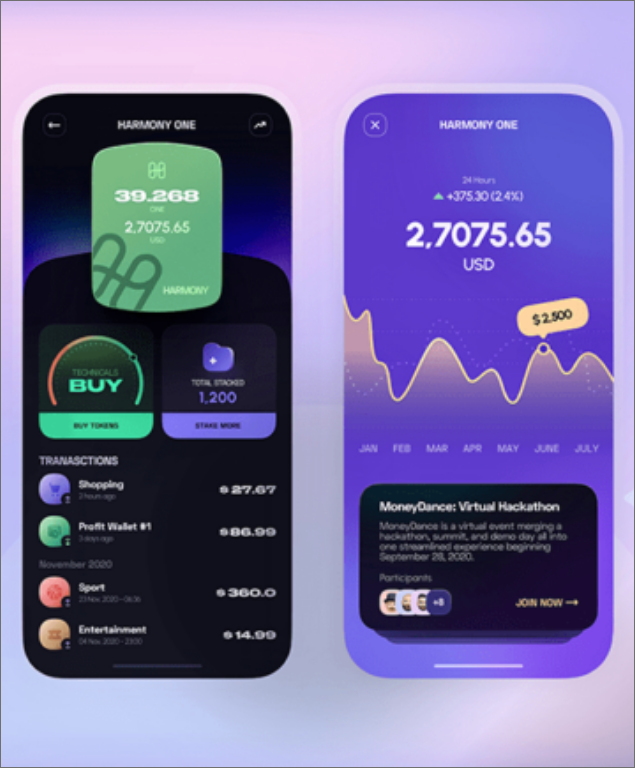 HARMONY ONE
39.268
ONE
2,7075.65
USD
HARMONY
TECHNICALS
BUY
BUY TOKENS
TOTAL STACKED
1,200
STAKE MORE
TRANASCTIONS
Shopping
2 hours ago
$ 27.67
Profit Wallet #1
3 days ago
$ 86.99
November 2020
Sport
23 Nov, 2020 - 06:36
$ 360.0
Entertainment
04 Nov, 2020 - 23:00
$ 14.99
HARMONY ONE
24 Hours
+375.30 (2.4%)
2,7075.65
USD
$ 2,500
JAN FEB MAR APR MAY JUNE JULY
MoneyDance: Virtual Hackathon
MoneyDance is a virtual event merging a
hackathon, summit, and demo day all into
one streamlined experience beginning
September 28, 2020.
Participants
+8
JOIN NOW →